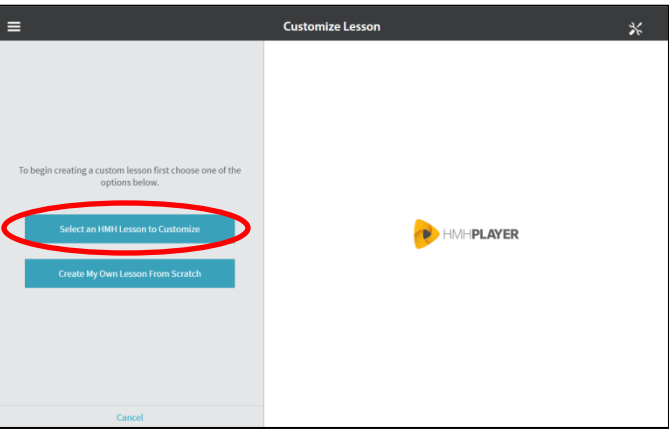 Customize Lesson
To begin creating a custom lesson first choose one of the
options below.
Select an HMH Lesson to Customize
Create My Own Lesson From Scratch
Cancel
HMHPLAYER